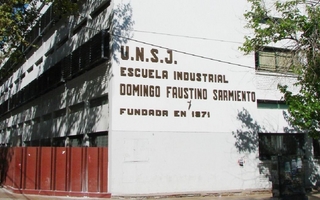 U.N.S.J.
ESCUELA INDUSTRIAL
DOMINGO FAUSTINO SARMIENTO
FUNDADA EN 1871